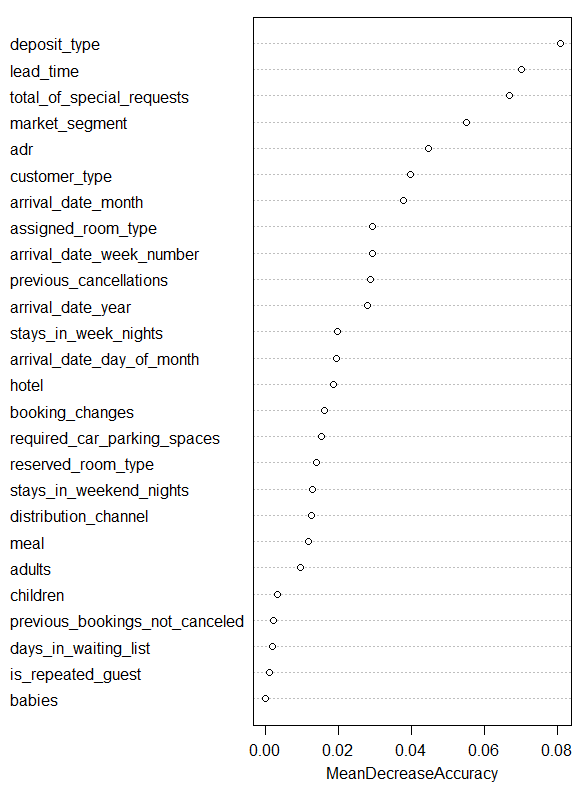 deposit_type
lead_time
total_of_special_requests
market_segment
adr
customer_type
arrival_date_month
assigned_room_type
arrival_date_week_number
previous_cancellations
arrival_date_year
stays_in_week_nights
arrival_date_day_of_month
hotel
booking_changes
required_car_parking_spaces
reserved_room_type
stays_in_weekend_nights
distribution_channel
meal
adults
children
previous_bookings_not_canceled
days_in_waiting_list
is_repeated_guest
babies
0.00 0.02 0.04 0.06 0.08
MeanDecreaseAccuracy